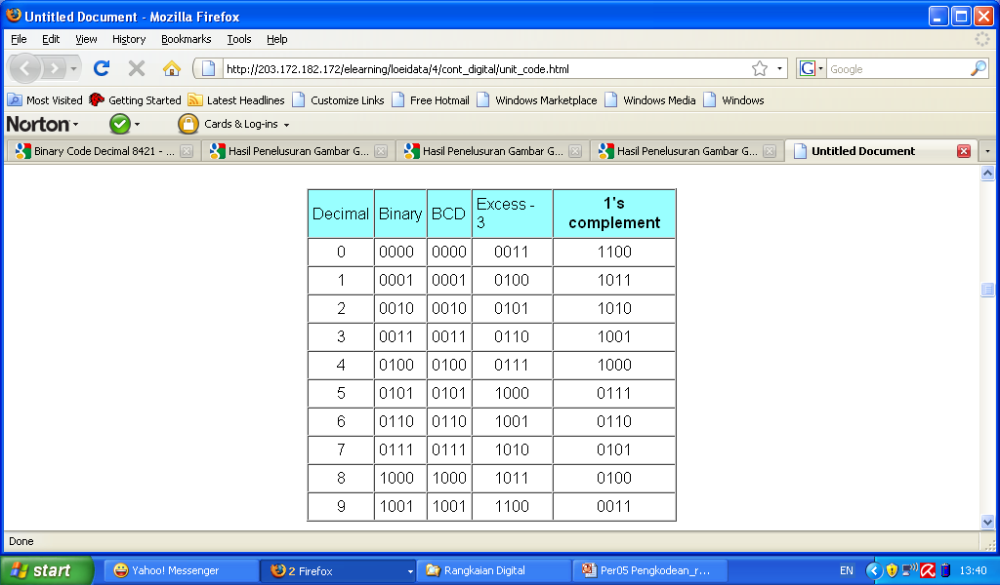 Untitled Document - Mozilla Firefox
File Edit View History Bookmarks Tools Help
http://203.172.182.172/elearning/loeidata/4/cont_digital/unit_code.html
G Google
Most Visited Getting Started Latest Headlines Customize Links Free Hotmail Windows Marketplace Windows Media Windows
Norton Cards & Log-ins
Binary Code Decimal 8421 - ... Hasil Penelusuran Gambar G... Hasil Penelusuran Gambar G... Hasil Penelusuran Gambar G... Untitled Document
Decimal Binary BCD Excess - 3 1's complement
0 0000 0000 0011 1100
1 0001 0001 0100 1011
2 0010 0010 0101 1010
3 0011 0011 0110 1001
4 0100 0100 0111 1000
5 0101 0101 1000 0111
6 0110 0110 1001 0110
7 0111 0111 1010 0101
8 1000 1000 1011 0100
9 1001 1001 1100 0011
Done
start Yahoo! Messenger 2 Firefox Rangkaian Digital Per05 Pengkodean_r... EN 13:40